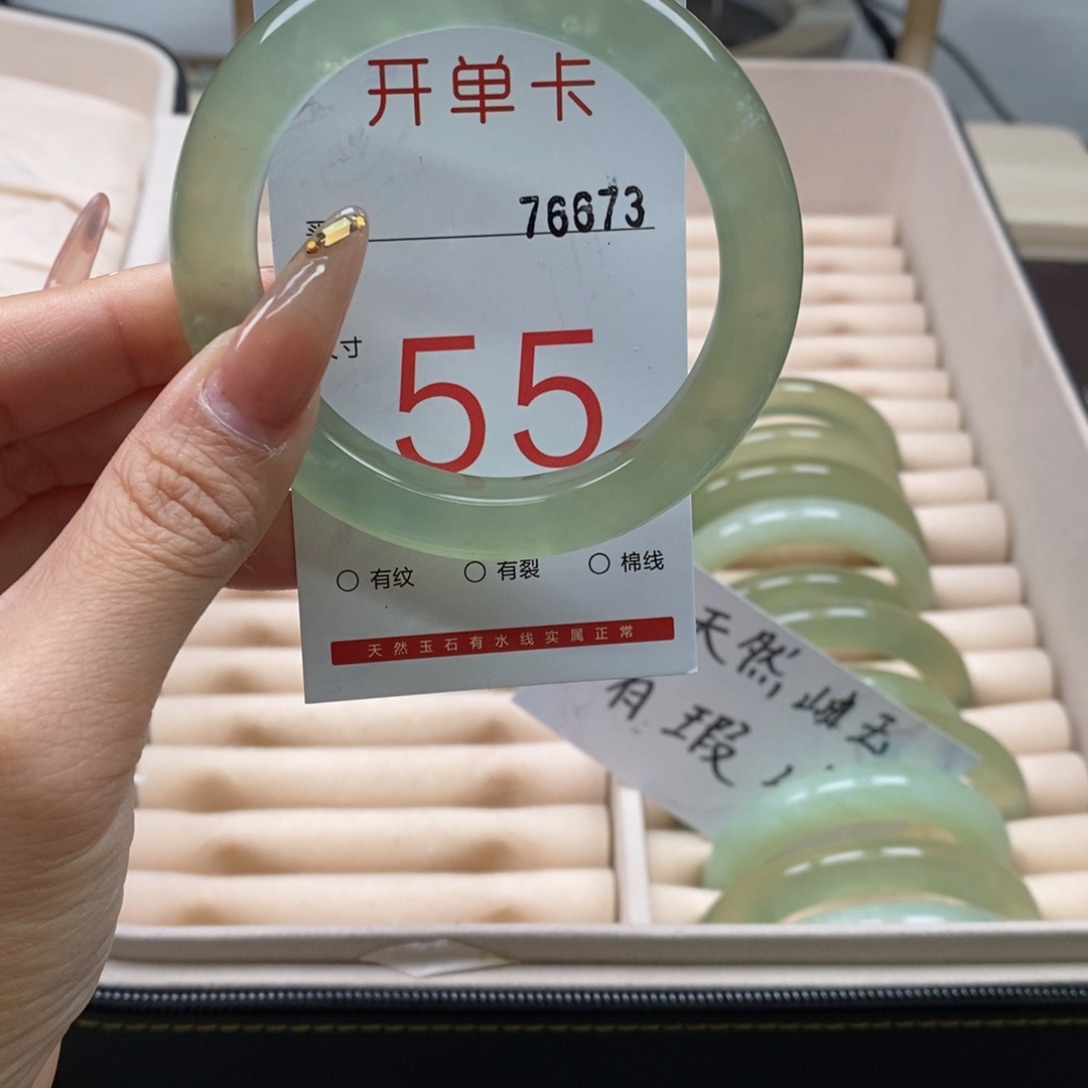 开单卡
76673
寸
55
有纹 有裂 棉线
天然玉石有水线实属正常
天然岫玉
有瑕